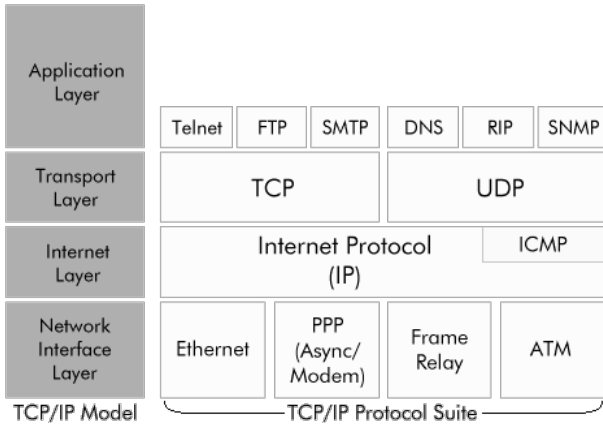 Application
Layer
Telnet FTP SMTP DNS RIP SNMP
Transport
Layer
TCP UDP
Internet
Layer
Internet Protocol
(IP)
ICMP
Network
Interface
Layer
Ethernet
PPP
(Async/
Modem)
Frame
Relay
ATM
TCP/IP Model
TCP/IP Protocol Suite